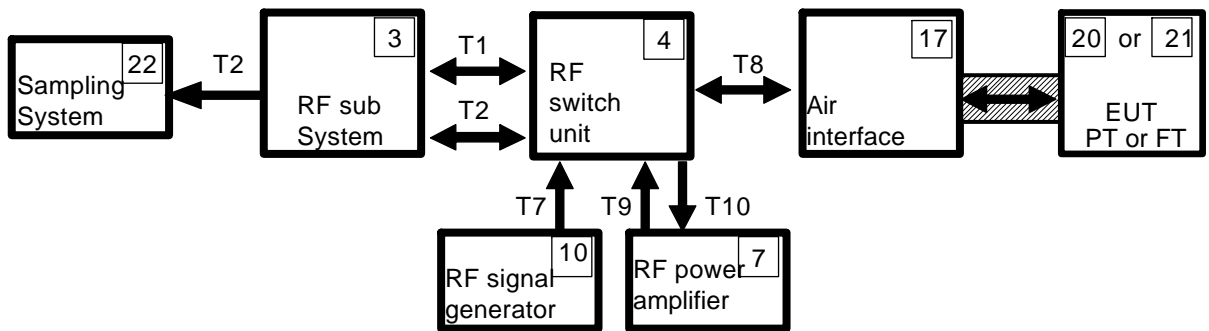 22
Sampling
System
T2
3
RF sub
System
T1
T2
4
RF
switch
unit
T8
17
Air
interface
20 or 21
EUT
PT or FT
T7
T9
T10
10
RF signal
generator
7
RF power
amplifier